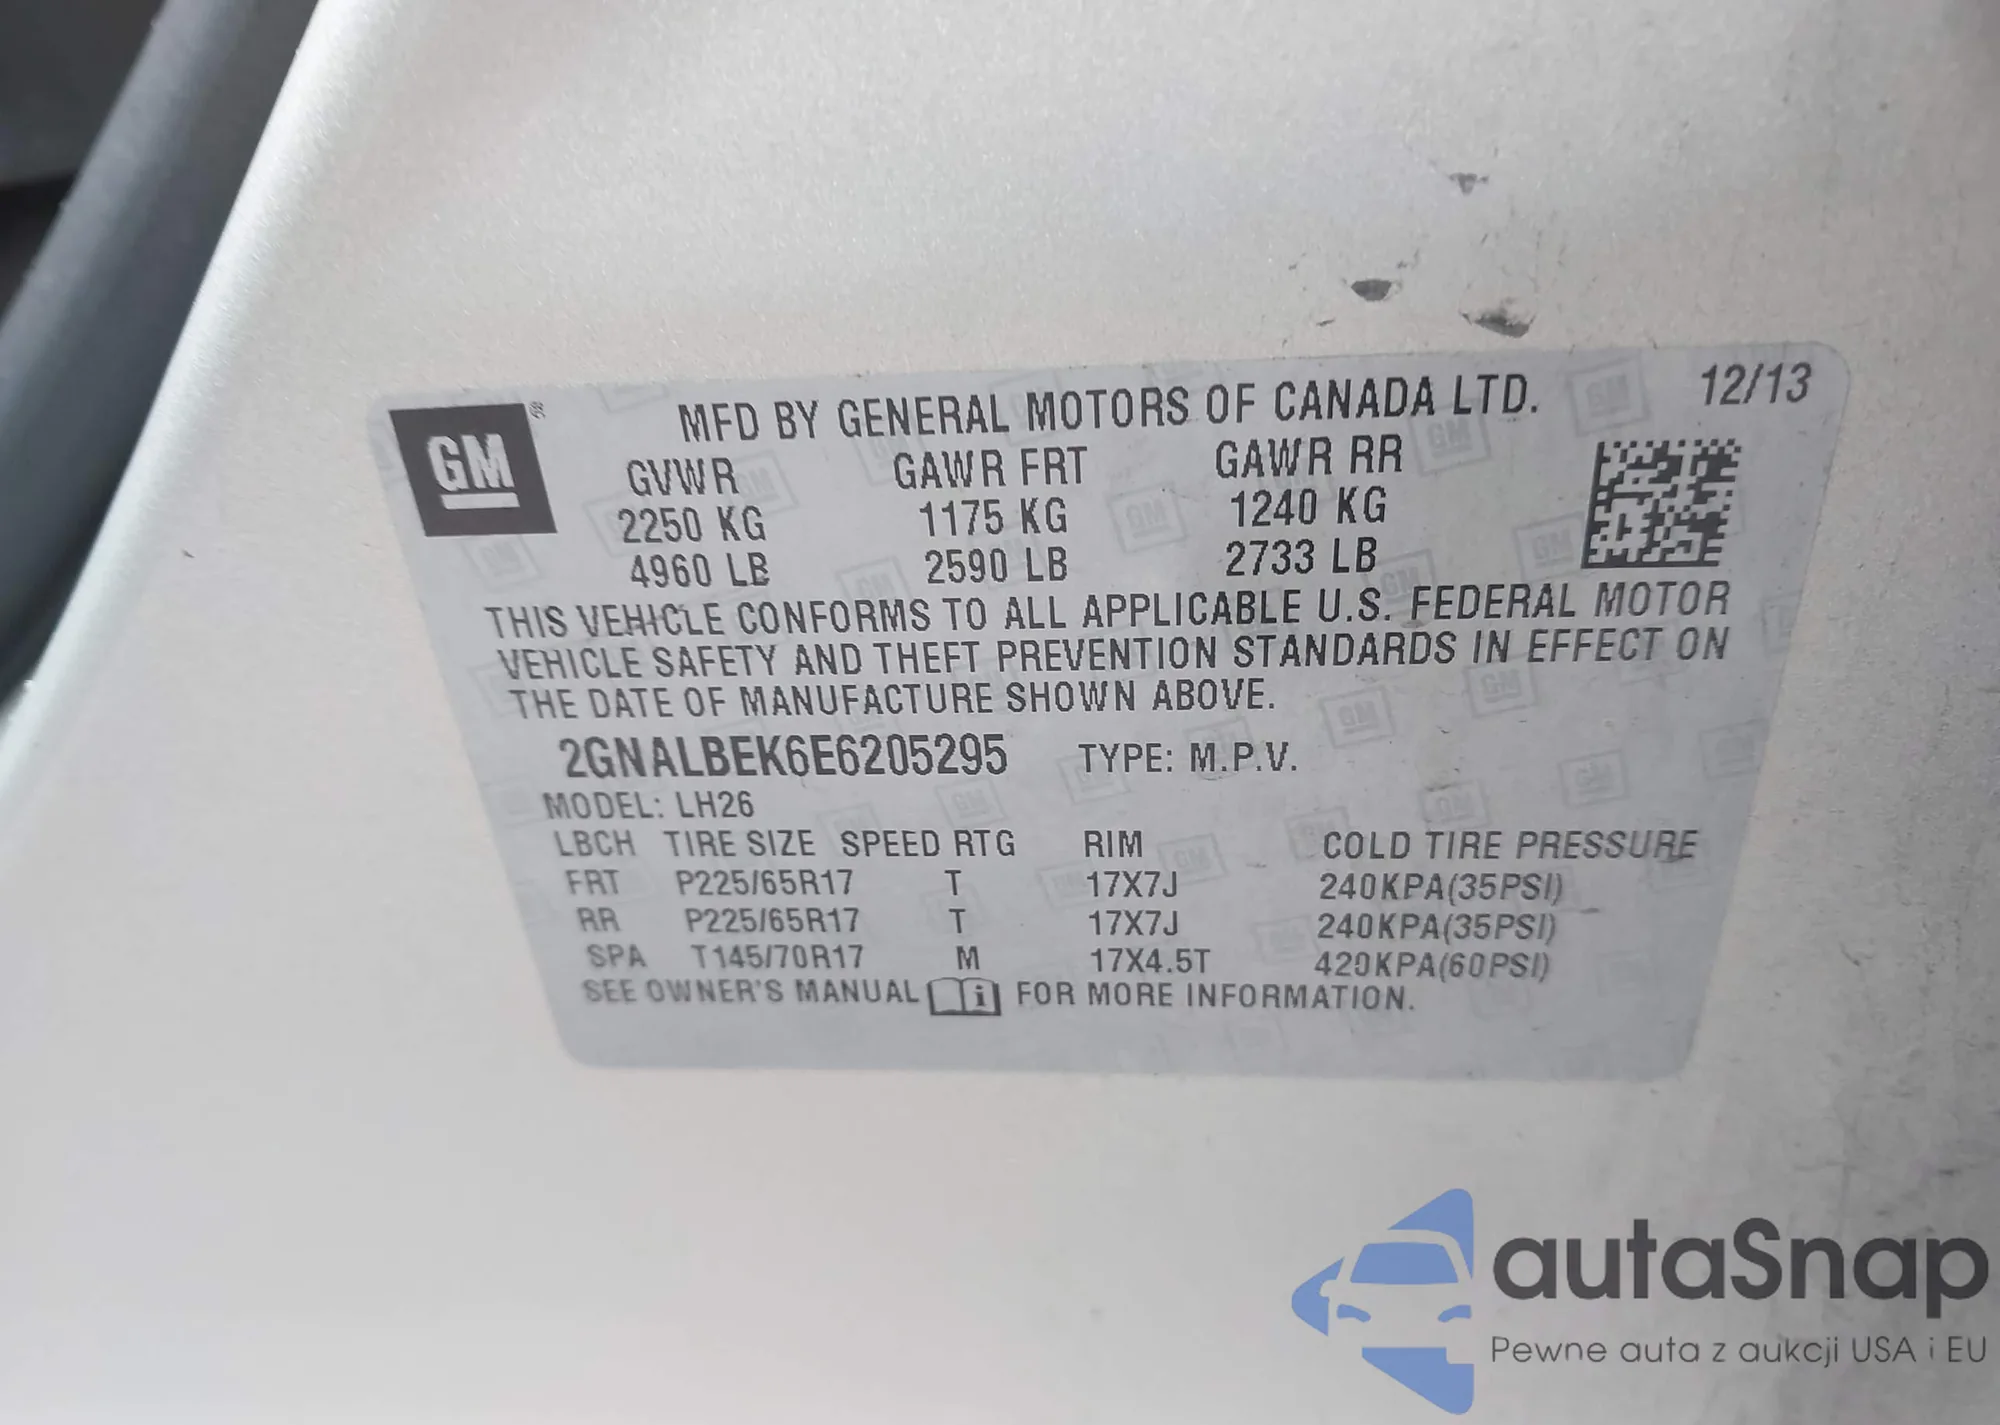 GM ®
MFD BY GENERAL MOTORS OF CANADA LTD. 12/13
GVWR GAWR FRT GAWR RR
2250 KG 1175 KG 1240 KG
4960 LB 2590 LB 2733 LB
THIS VEHICLE CONFORMS TO ALL APPLICABLE U.S. FEDERAL MOTOR
VEHICLE SAFETY AND THEFT PREVENTION STANDARDS IN EFFECT ON
THE DATE OF MANUFACTURE SHOWN ABOVE.
2GNALBEK6E6205295 TYPE: M.P.V.
MODEL: LH26
LBCH TIRE SIZE SPEED RTG RIM COLD TIRE PRESSURE
FRT P225/65R17 T 17X7J 240KPA(35PSI)
RR P225/65R17 T 17X7J 240KPA(35PSI)
SPA T145/70R17 M 17X4.5T 420KPA(60PSI)
SEE OWNER'S MANUAL i FOR MORE INFORMATION.
autaSnap
Pewne auta z aukcji USA i EU